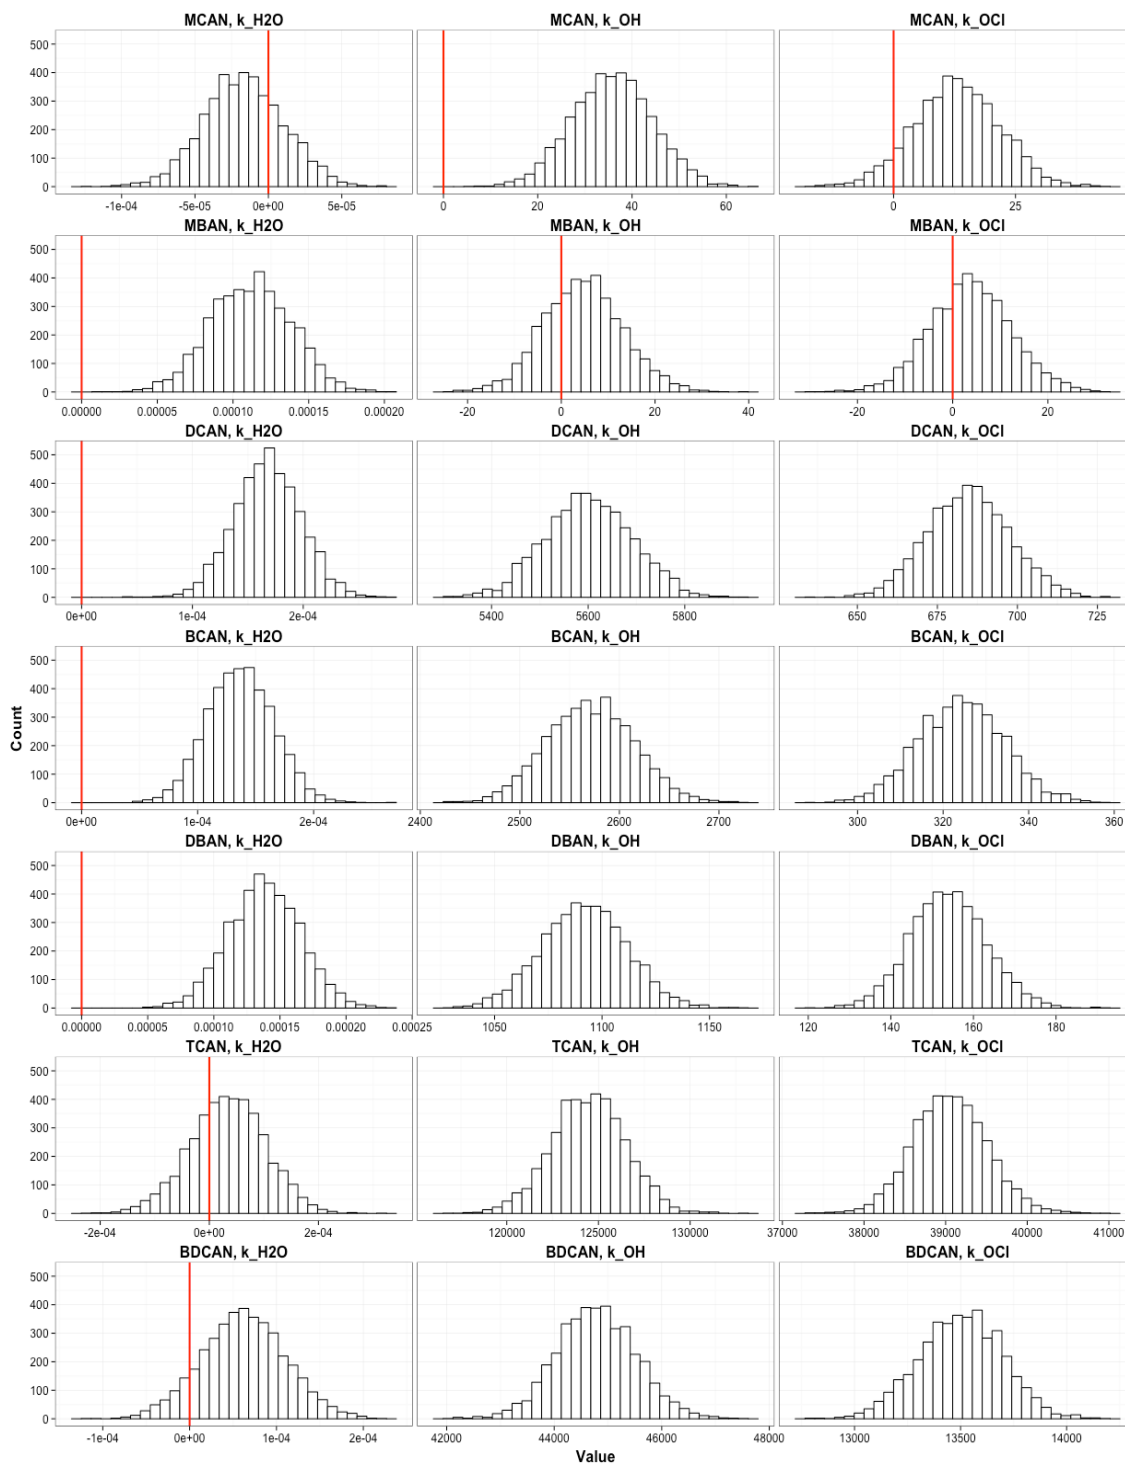 MCAN, k_H2O MCAN, k_OH MCAN, k_OCl
500
400
300
200
100
0
-1e-04 -5e-05 0e+00 5e-05 0 20 40 60 0 25
MBAN, k_H2O MBAN, k_OH MBAN, k_OCl
500
400
300
200
100
0
0.00000 0.00005 0.00010 0.00015 0.00020 -20 0 20 40 -20 0 20
DCAN, k_H2O DCAN, k_OH DCAN, k_OCl
500
400
300
200
100
0
0e+00 1e-04 2e-04 5400 5600 5800 650 675 700 725
BCAN, k_H2O BCAN, k_OH BCAN, k_OCl
500
400
300
200
100
0
Count
0e+00 1e-04 2e-04 2400 2500 2600 2700 300 320 340 360
DBAN, k_H2O DBAN, k_OH DBAN, k_OCl
500
400
300
200
100
0
0.00000 0.00005 0.00010 0.00015 0.00020 0.00025 1050 1100 1150 120 140 160 180
TCAN, k_H2O TCAN, k_OH TCAN, k_OCl
500
400
300
200
100
0
-2e-04 0e+00 2e-04 120000 125000 130000 37000 38000 39000 40000 41000
BDCAN, k_H2O BDCAN, k_OH BDCAN, k_OCl
500
400
300
200
100
0
-1e-04 0e+00 1e-04 2e-04 42000 44000 46000 48000 13000 13500 14000
Value